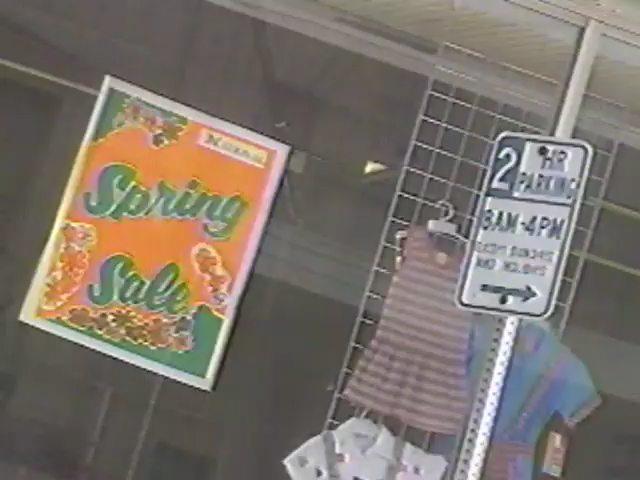 Spring
Sale
2 HR
PARKING
8AM-4PM
EXCEPT SUNDAYS
AND HOLIDAYS